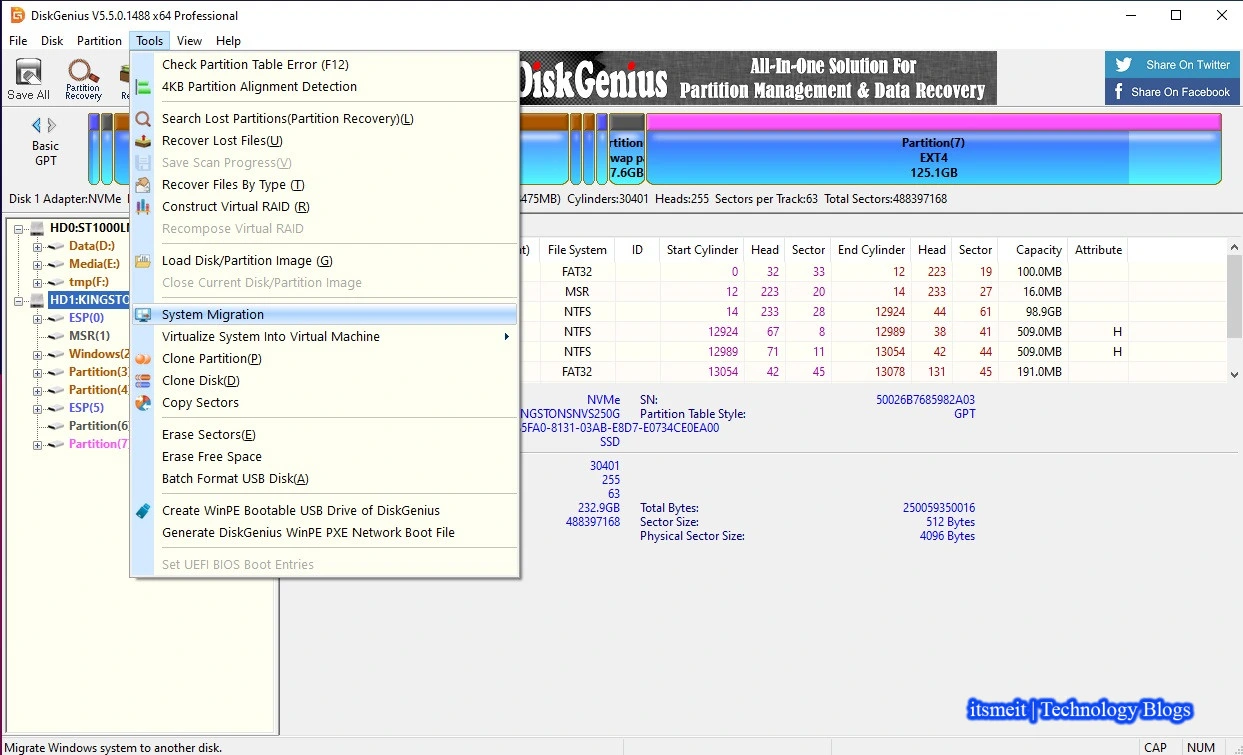 DiskGenius V5.5.0.1488 x64 Professional
File Disk Partition Tools View Help
Save All
Partition
Recovery
DiskGenius
All-In-One Solution For
Partition Management & Data Recovery
Share On Twitter
Share On Facebook
Check Partition Table Error (F12)
4KB Partition Alignment Detection
Search Lost Partitions(Partition Recovery)(L)
Recover Lost Files(U)
Save Scan Progress(V)
Recover Files By Type (T)
Construct Virtual RAID (R)
Recompose Virtual RAID
Load Disk/Partition Image (G)
Close Current Disk/Partition Image
System Migration
Virtualize System Into Virtual Machine
Clone Partition(P)
Clone Disk(D)
Copy Sectors
Erase Sectors(E)
Erase Free Space
Batch Format USB Disk(A)
Create WinPE Bootable USB Drive of DiskGenius
Generate DiskGenius WinPE PXE Network Boot File
Set UEFI BIOS Boot Entries
Basic
GPT
rtition
wap p
7.6GB
Partition(7)
EXT4
125.1GB
Disk 1 Adapter:NVMe
475MB) Cylinders:30401 Heads:255 Sectors per Track:63 Total Sectors:488397168
HD0:ST1000L
Data(D:)
Media(E:)
tmp(F:)
HD1:KINGSTO
ESP(0)
MSR(1)
Windows(2
Partition(3
Partition(4
ESP(5)
Partition(6
Partition(7
File System ID Start Cylinder Head Sector End Cylinder Head Sector Capacity Attribute
FAT32 0 32 33 12 223 19 100.0MB
MSR 12 223 20 14 233 27 16.0MB
NTFS 14 233 28 12924 44 61 98.9GB
NTFS 12924 67 8 12989 38 41 509.0MB H
NTFS 12989 71 11 13054 42 44 509.0MB H
FAT32 13054 42 45 13078 131 45 191.0MB
NVMe SN: 50026B7685982A03
NGSTONSNVS250G Partition Table Style: GPT
5FA0-8131-03AB-E8D7-E0734CE0EA00
SSD
30401
255
63
232.9GB Total Bytes: 250059350016
488397168 Sector Size: 512 Bytes
Physical Sector Size: 4096 Bytes
itsmeit | Technology Blogs
Migrate Windows system to another disk.
CAP NUM